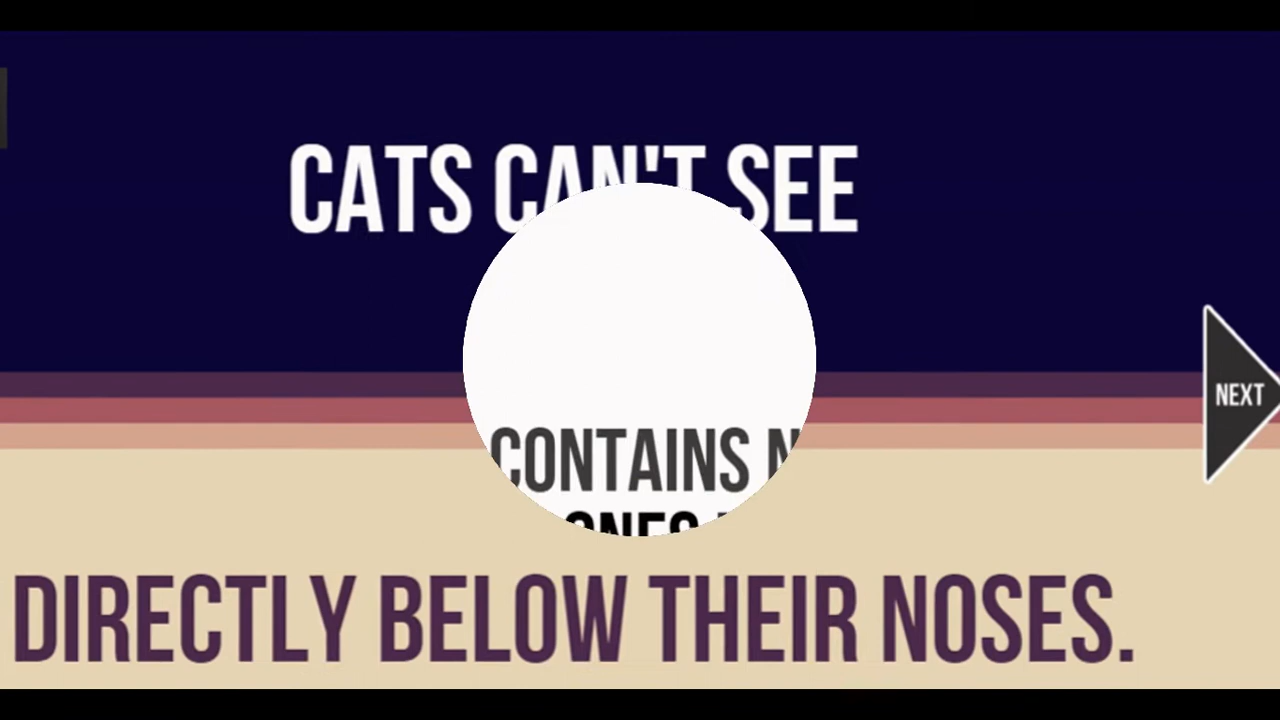 CATS CAN'T SEE
NEXT
CONTAINS
DIRECTLY BELOW THEIR NOSES.